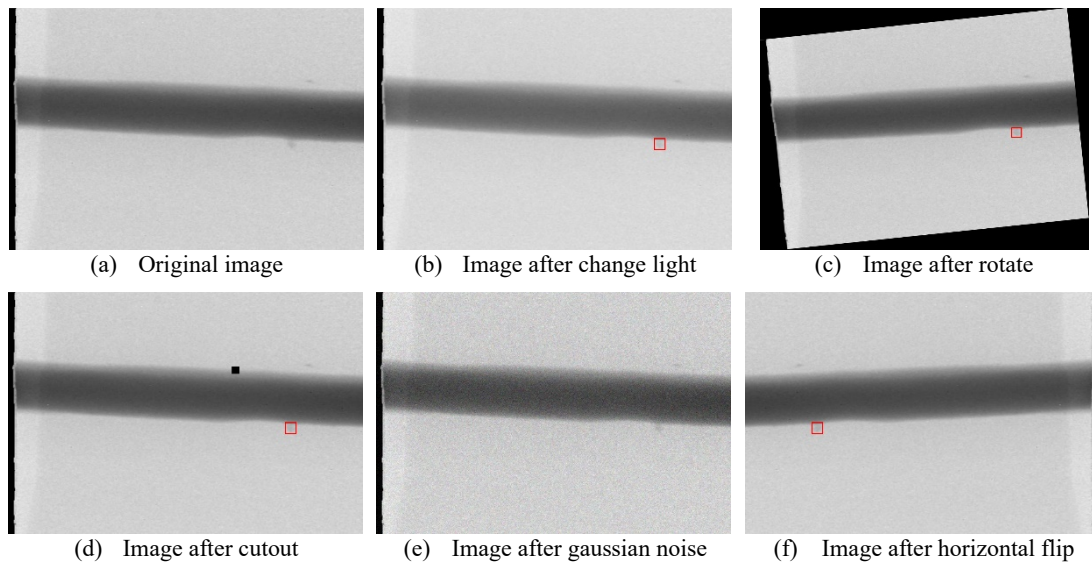 (a) Original image
(b) Image after change light
(c) Image after rotate
(d) Image after cutout
(e) Image after gaussian noise
(f) Image after horizontal flip